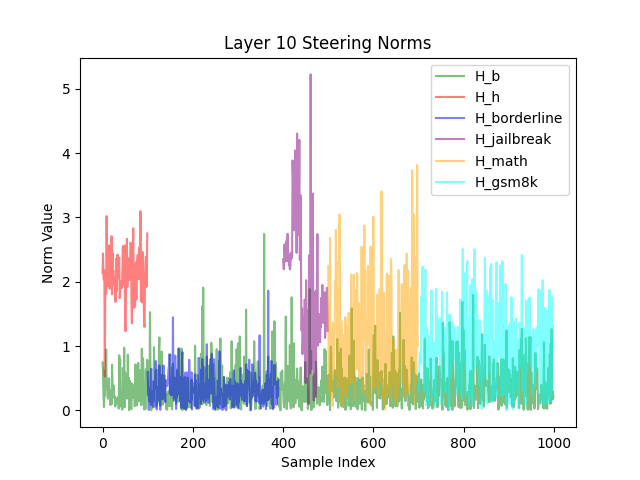 Layer 10 Steering Norms
H_b
H_h
H_borderline
H_jailbreak
H_math
H_gsm8k
Norm Value
5
4
3
2
1
0
0 200 400 600 800 1000
Sample Index